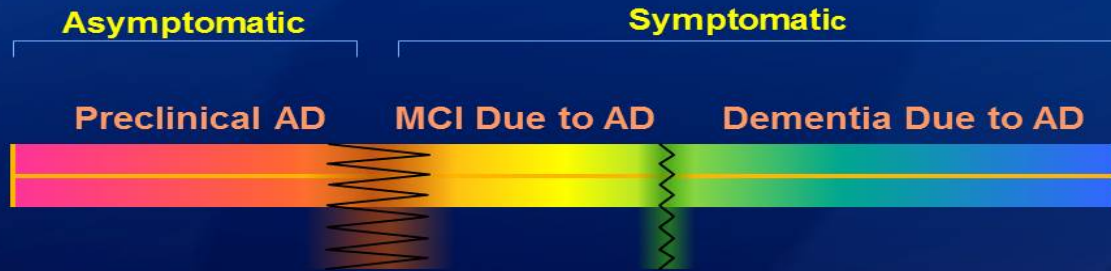 Asymptomatic Symptomatic
Preclinical AD MCI Due to AD Dementia Due to AD